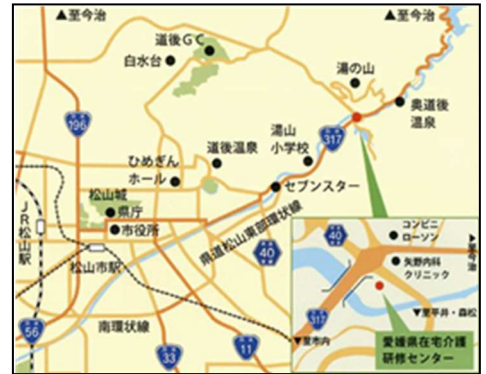 ▲至今治
▲至今治
道後GC
白水台
湯の山
奥道後
温泉
196
317
湯山
小学校
ひめぎん
ホール
道後温泉
セブンスター
松山城
県庁
市役所
JR松山駅
松山市駅
県道松山東部環状線
40
南環状線
56
33
11
40
コンビニ
ローソン
矢野内科
クリニック
▲至今治
317
▼至市内
▼至平井・森松
愛媛県在宅介護
研修センター